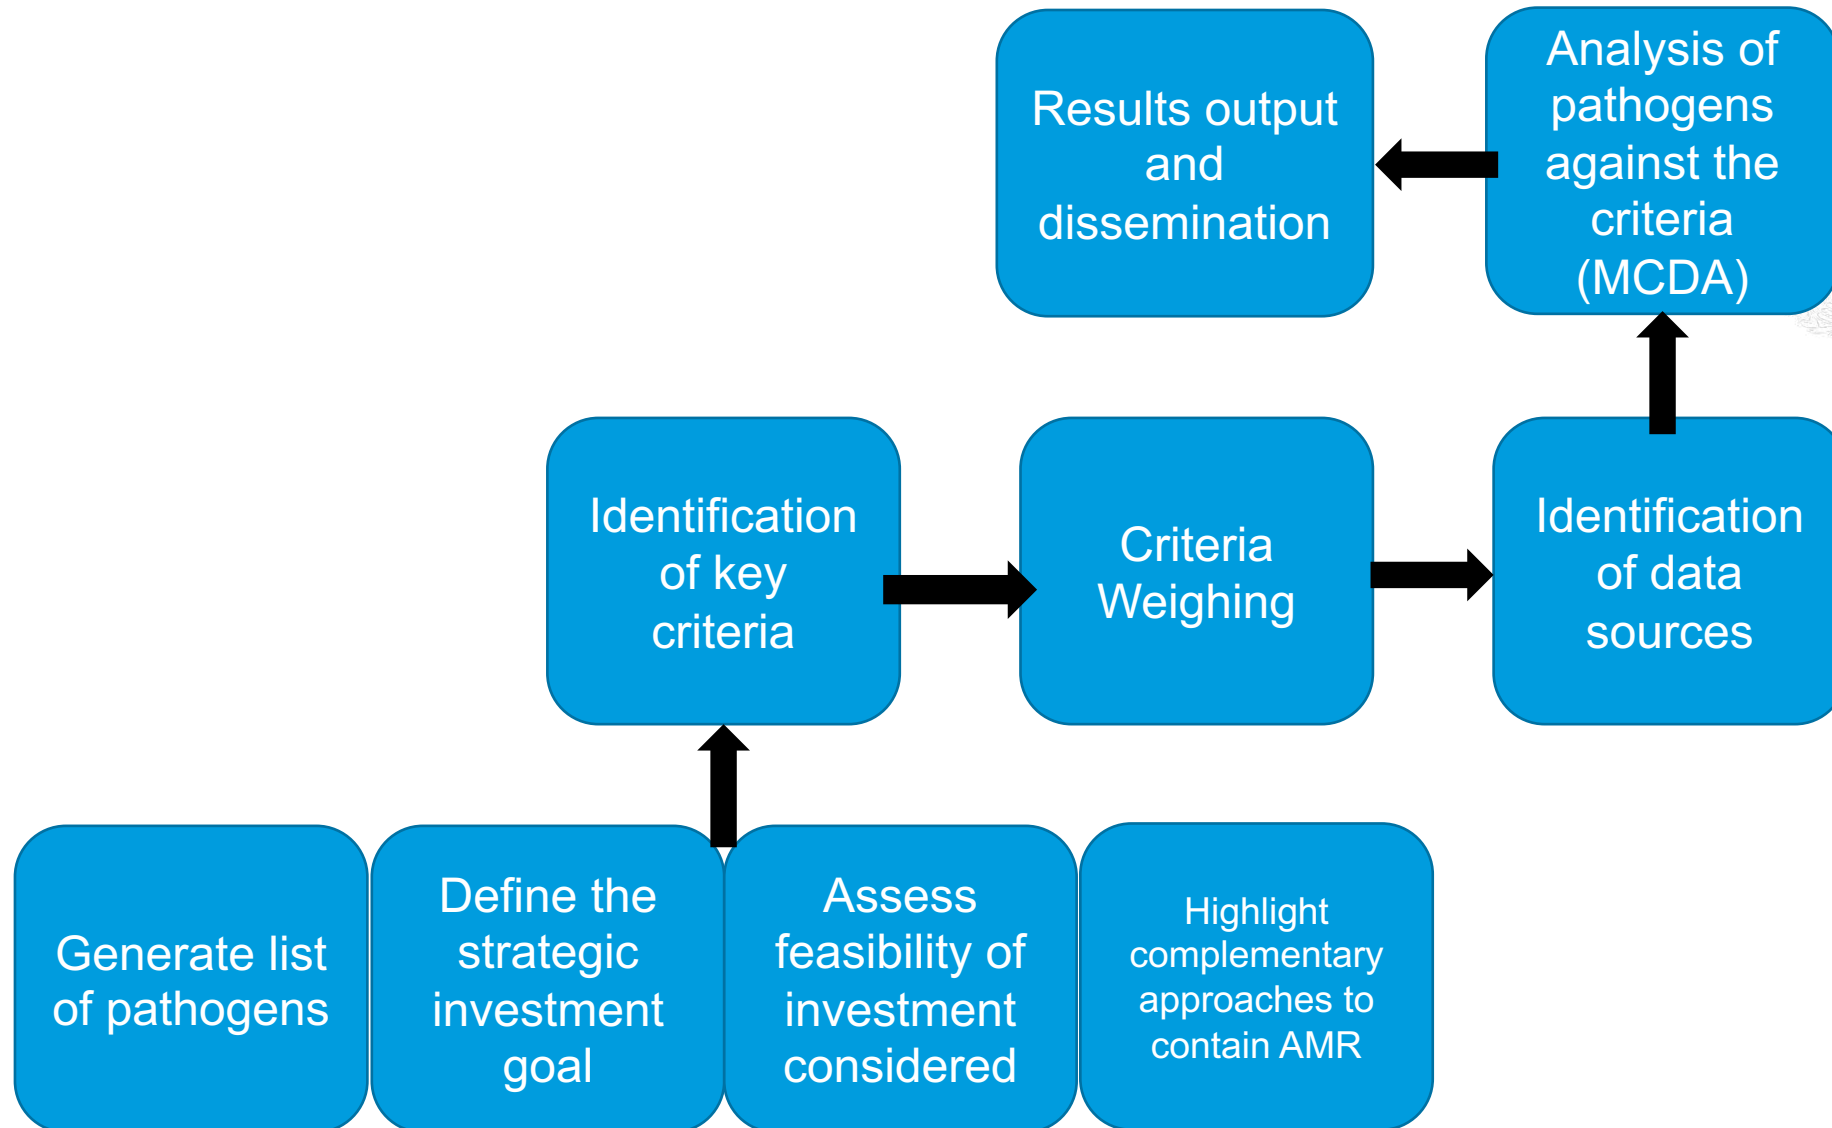 Results output
and
dissemination
Analysis of
pathogens
against the
criteria
(MCDA)
Identification
of key
criteria
Criteria
Weighing
Identification
of data
sources
Generate list
of pathogens
Define the
strategic
investment
goal
Assess
feasibility of
investment
considered
Highlight
complementary
approaches to
contain AMR